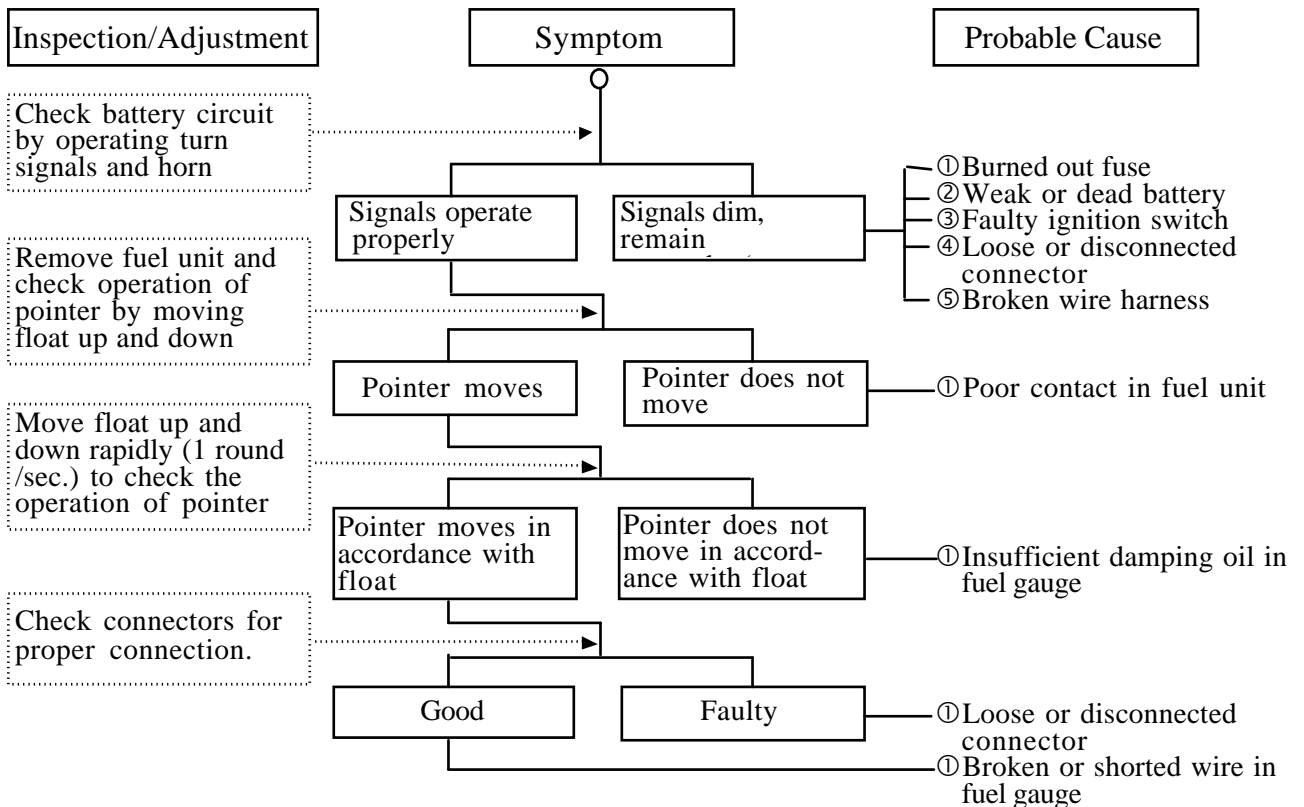 Inspection/Adjustment
Symptom
Probable Cause
Check battery circuit
by operating turn
signals and horn
Signals operate
properly
Signals dim,
remain
①Burned out fuse
②Weak or dead battery
③Faulty ignition switch
④Loose or disconnected
connector
⑤Broken wire harness
Remove fuel unit and
check operation of
pointer by moving
float up and down
Pointer moves
Pointer does not
move
①Poor contact in fuel unit
Move float up and
down rapidly (1 round
/sec.) to check the
operation of pointer
Pointer moves in
accordance with
float
Pointer does not
move in accord-
ance with float
①Insufficient damping oil in
fuel gauge
Check connectors for
proper connection.
Good
Faulty
①Loose or disconnected
connector
①Broken or shorted wire in
fuel gauge